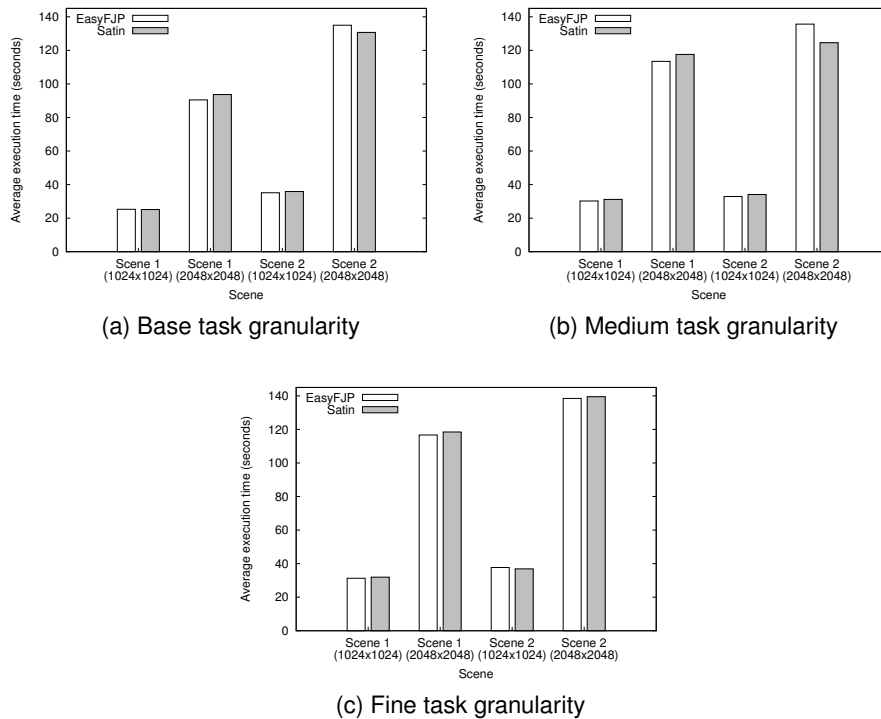 EasyFJP
Satin
Average execution time (seconds)
140
120
100
80
60
40
20
0
Scene 1 Scene 1 Scene 2 Scene 2
(1024x1024) (2048x2048) (1024x1024) (2048x2048)
Scene
(a) Base task granularity
EasyFJP
Satin
Average execution time (seconds)
140
120
100
80
60
40
20
0
Scene 1 Scene 1 Scene 2 Scene 2
(1024x1024) (2048x2048) (1024x1024) (2048x2048)
Scene
(b) Medium task granularity
EasyFJP
Satin
Average execution time (seconds)
140
120
100
80
60
40
20
0
Scene 1 Scene 1 Scene 2 Scene 2
(1024x1024) (2048x2048) (1024x1024) (2048x2048)
Scene
(c) Fine task granularity